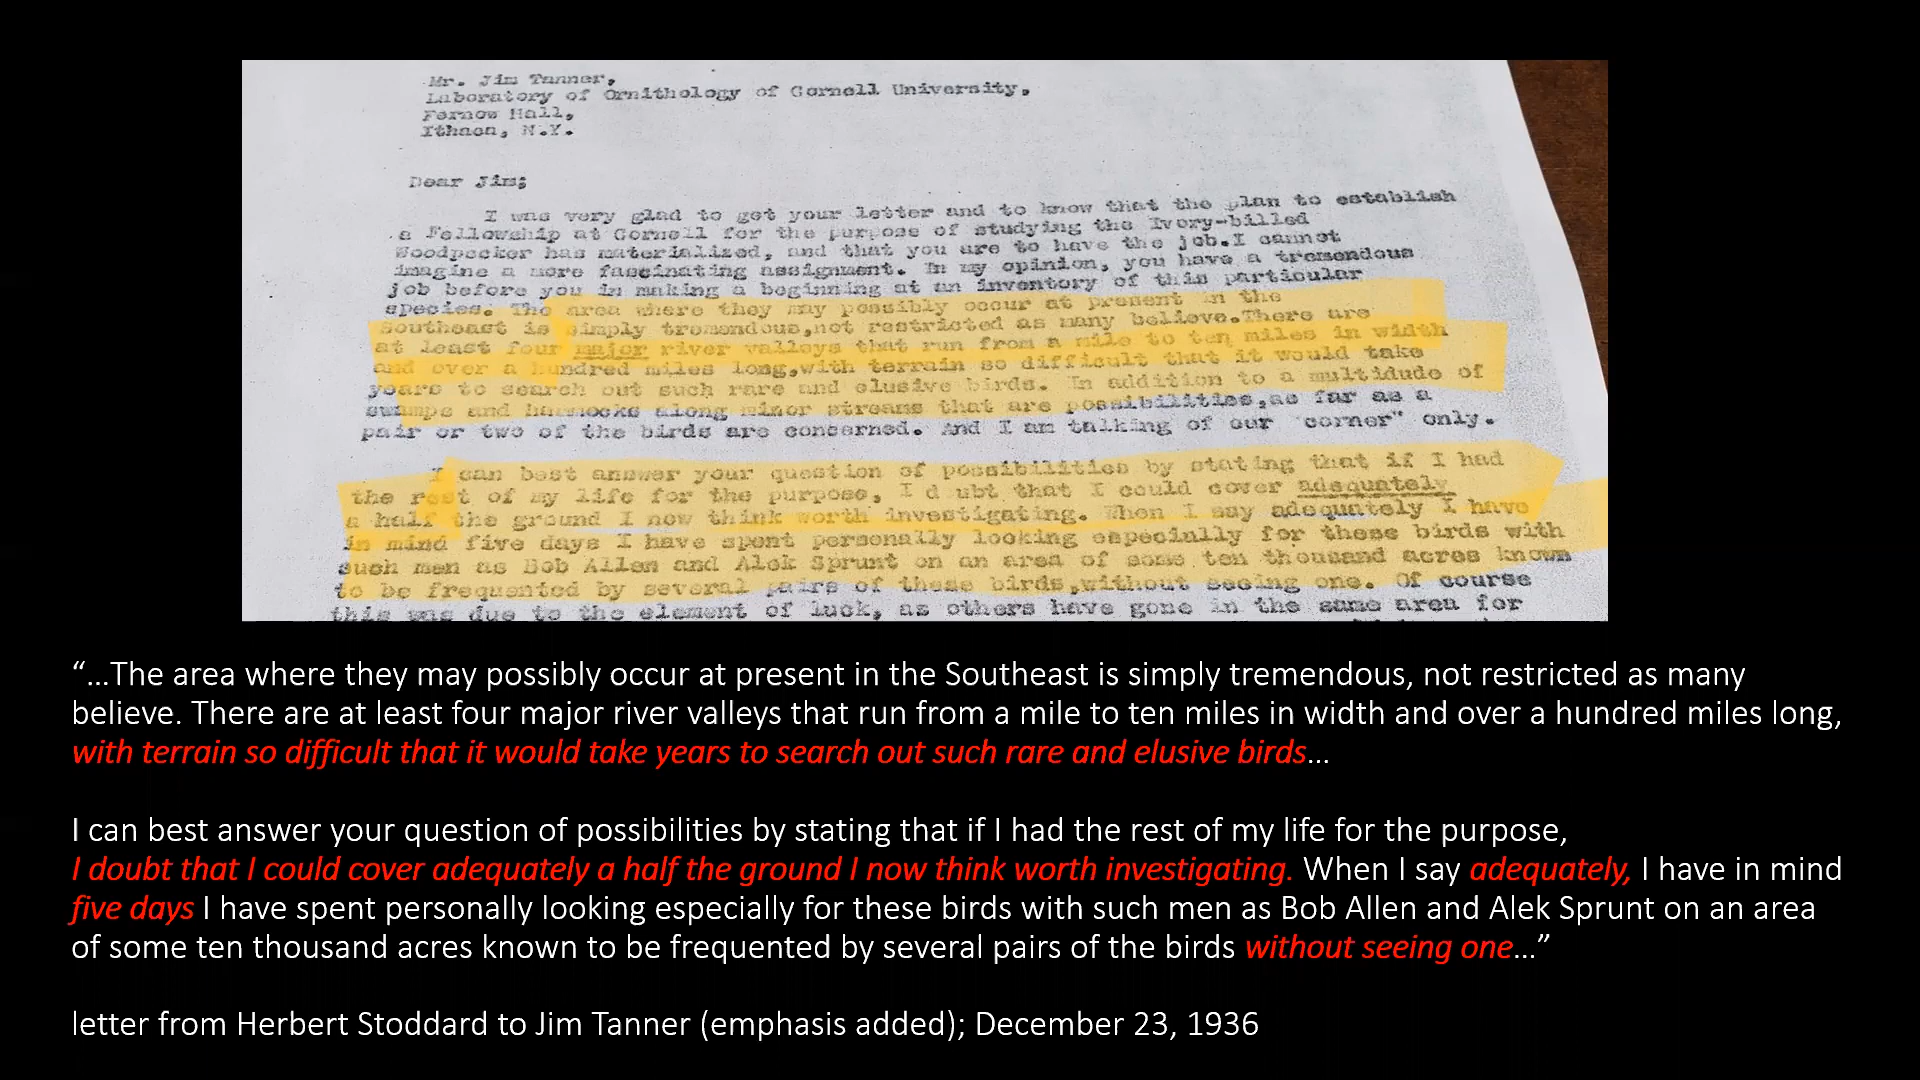 Mr. Jim Tanner,
Laboratory of Ornithology of Cornell University,
Fernow Hall,
Ithaca, N.Y.
Dear Jim;
I was very glad to get your letter and to know that the plan to establish
a Fellowship at Cornell for the purpose of studying the Ivory-billed
Woodpecker has materialized, and that you are to have the job.I cannot
imagine a more fascinating assignment. In my opinion, you have a tremendous
job before you in making a beginning at an inventory of this particular
species. The area where they may possibly occur at present in the
Southeast is simply tremendous,not restricted as many believe.There are
at least four major river valleys that run from a mile to ten miles in width
and over a hundred miles long,with terrain so difficult that it would take
years to search out such rare and elusive birds. In addition to a multidude of
swamps and hammocks along minor streams that are possibilities,as far as a
pair or two of the birds are concerned. And I am talking of our "corner" only.
I can best answer your question of possibilities by stating that if I had
the rest of my life for the purpose, I d ubt that I could cover adequately
a half the ground I now think worth investigating. When I say adequately I have
in mind five days I have spent personally looking especially for these birds with
such men as Bob Allen and Alek Sprunt on an area of some ten thousand acres known
to be frequented by several pairs of these birds,without seeing one. Of course
this was due to the element of luck, as others have gone in the same area for
“...The area where they may possibly occur at present in the Southeast is simply tremendous, not restricted as many
believe. There are at least four major river valleys that run from a mile to ten miles in width and over a hundred miles long,
with terrain so difficult that it would take years to search out such rare and elusive birds...
I can best answer your question of possibilities by stating that if I had the rest of my life for the purpose,
I doubt that I could cover adequately a half the ground I now think worth investigating. When I say adequately, I have in mind
five days I have spent personally looking especially for these birds with such men as Bob Allen and Alek Sprunt on an area
of some ten thousand acres known to be frequented by several pairs of the birds without seeing one...”
letter from Herbert Stoddard to Jim Tanner (emphasis added); December 23, 1936